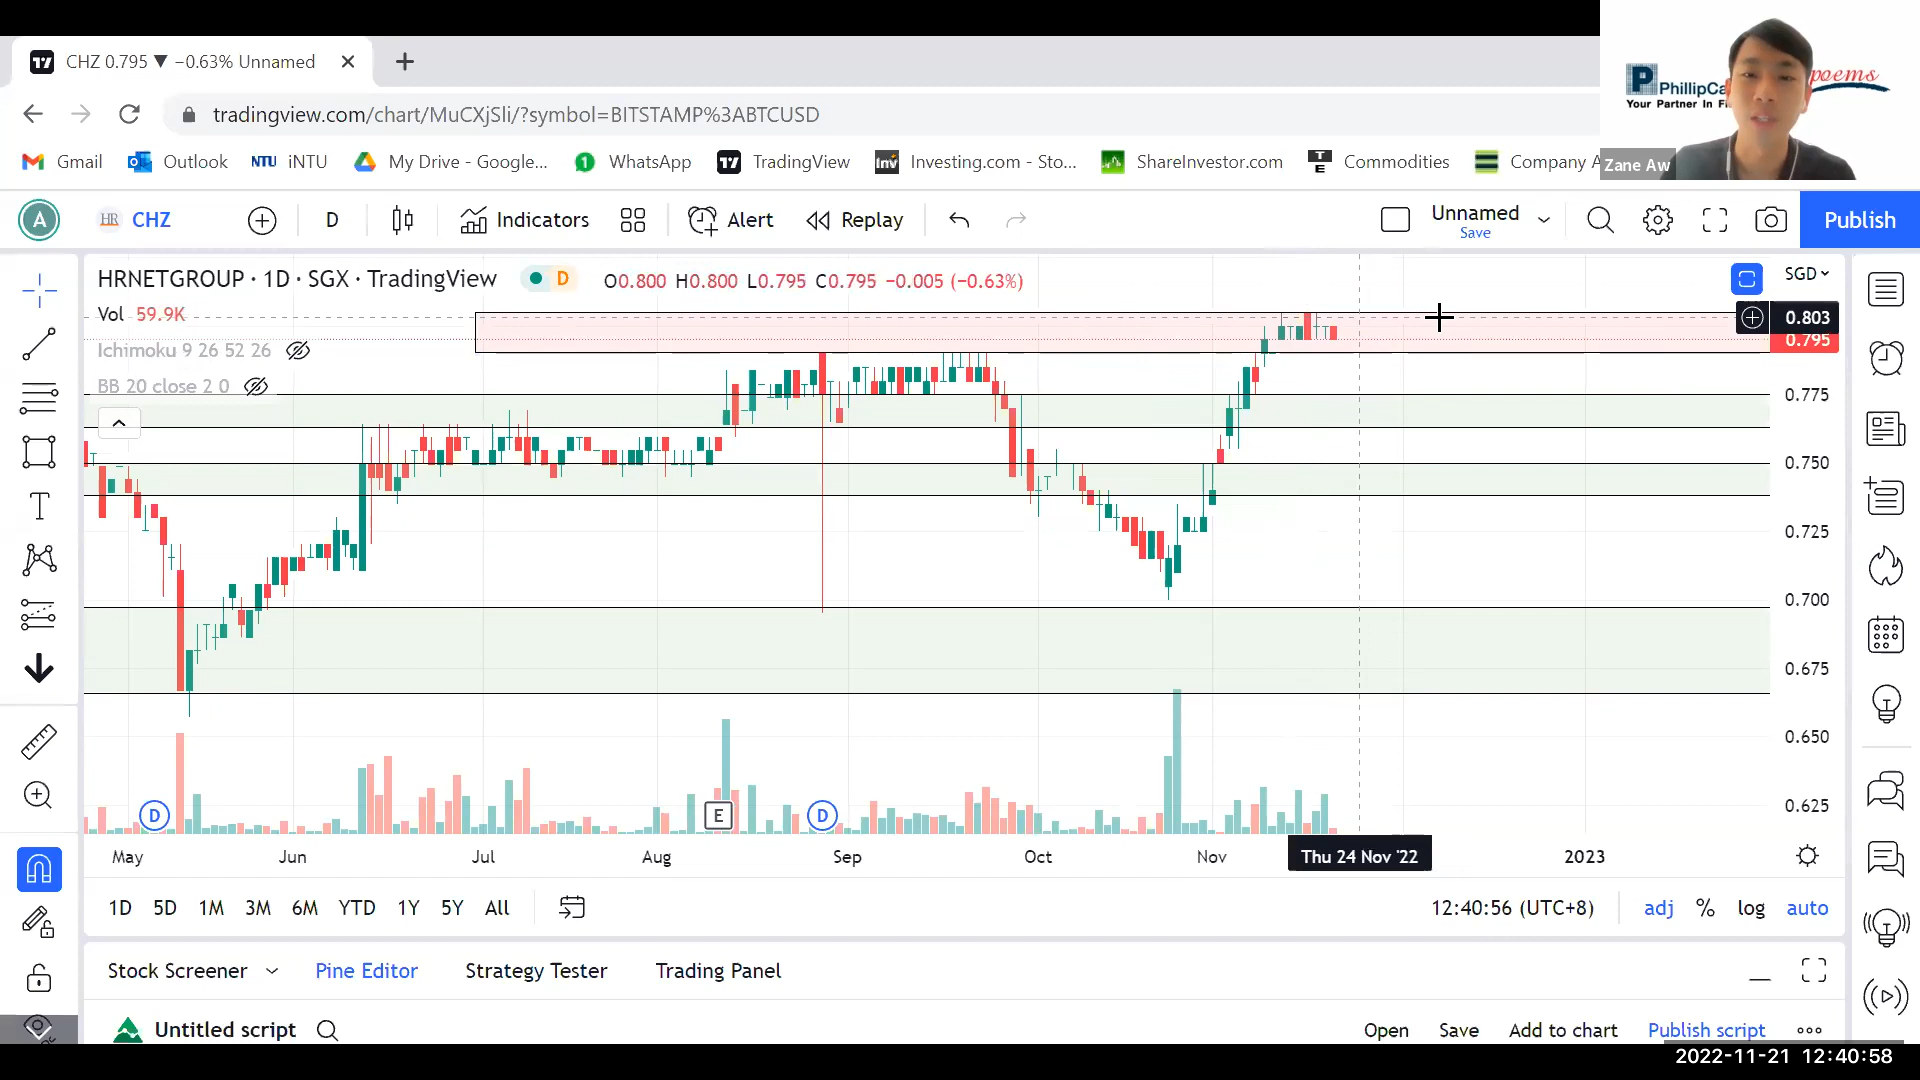 CHZ 0.795 ▼ −0.63% Unnamed
tradingview.com/chart/MuCXjSli/?symbol=BITSTAMP%3ABTCUSD
PhillipCa
Your Partner In Fi
poems
Zane Aw
Gmail Outlook NTU iNTU My Drive - Google... WhatsApp TradingView Inv Investing.com - Sto... ShareInvestor.com TE Commodities Company A
A HR CHZ D Indicators Alert Replay Unnamed Save Publish
HRNETGROUP · 1D · SGX · TradingView D O0.800 H0.800 L0.795 C0.795 −0.005 (−0.63%) SGD
Vol 59.9K
Ichimoku 9 26 52 26
BB 20 close 2 0
0.803
0.795
0.775
0.750
0.725
0.700
0.675
0.650
0.625
T
D E D
May Jun Jul Aug Sep Oct Nov Thu 24 Nov '22 2023
1D 5D 1M 3M 6M YTD 1Y 5Y All 12:40:56 (UTC+8) adj % log auto
Stock Screener Pine Editor Strategy Tester Trading Panel
Untitled script Open Save Add to chart Publish script
2022-11-21 12:40:58